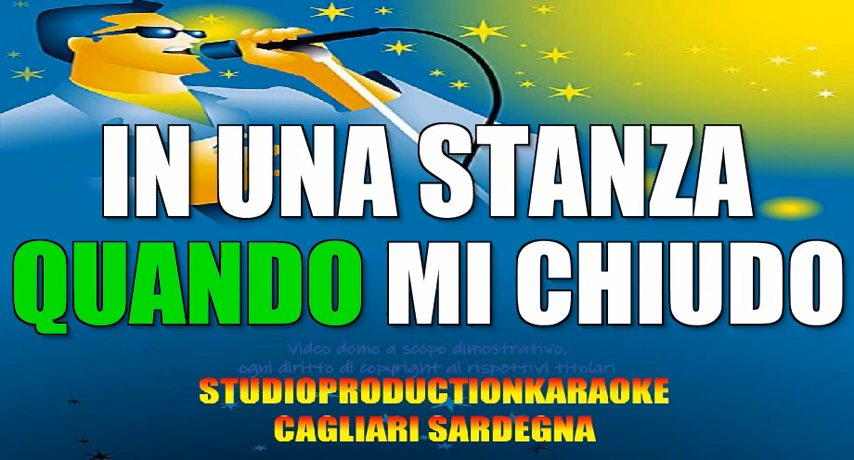 IN UNA STANZA
QUANDO MI CHIUDO
Video demo a scopo dimostrativo,
ogni diritto di copyright ai rispettivi titolari
STUDIOPRODUCTIONKARAOKE
CAGLIARI SARDEGNA